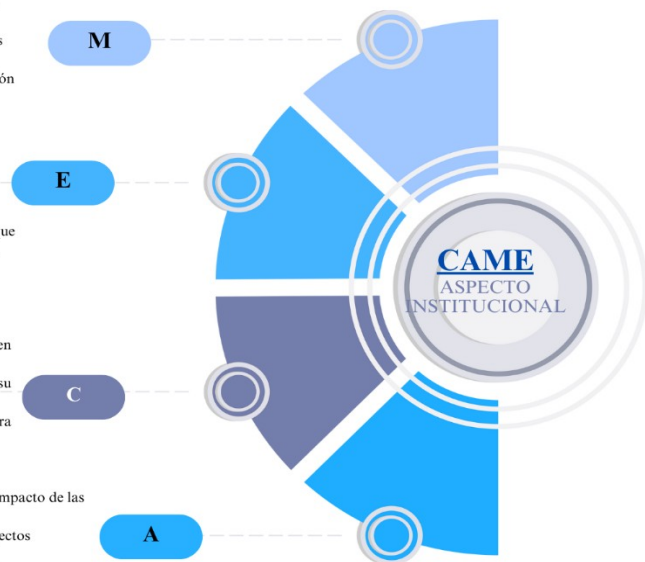 s
M
ón
E
ue
CAME
ASPECTO
INSTITUCIONAL
en
su
C
ra
mpacto de las
ectos
A